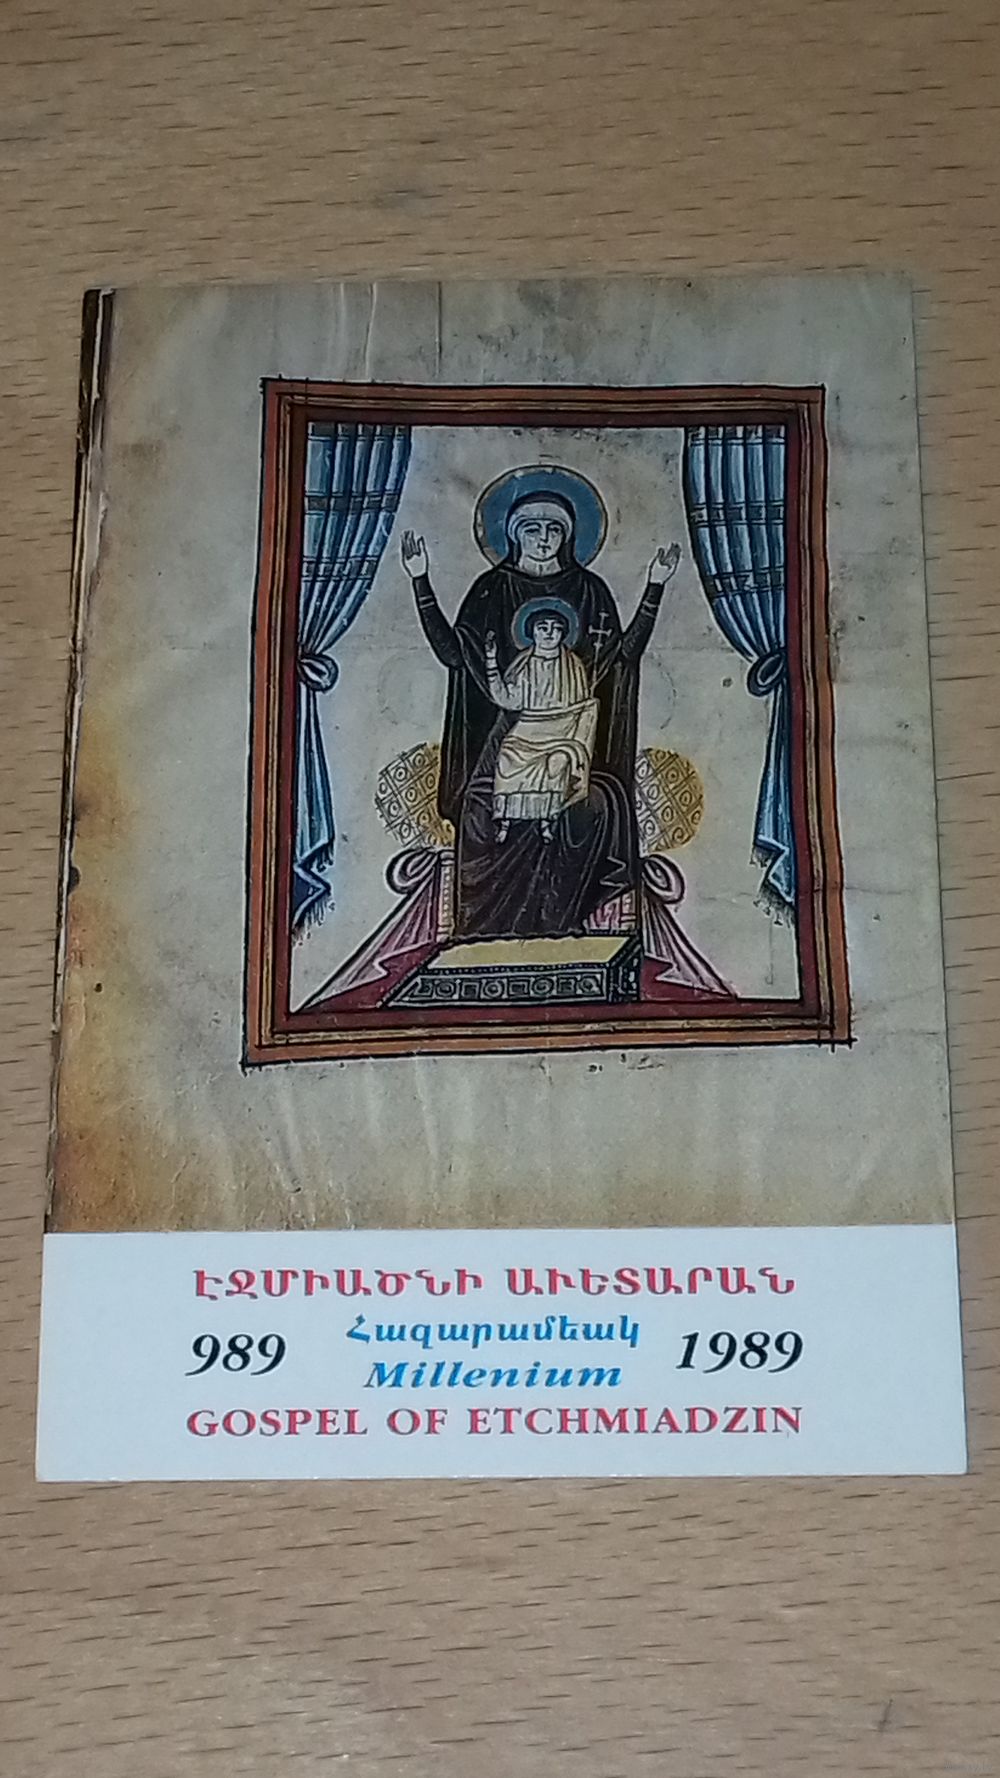 ԷՋՄԻԱԾՆԻ ԱՒԵՏԱՐԱՆ
989 Հազարամեակ 1989
Millenium
GOSPEL OF ETCHMIADZIN